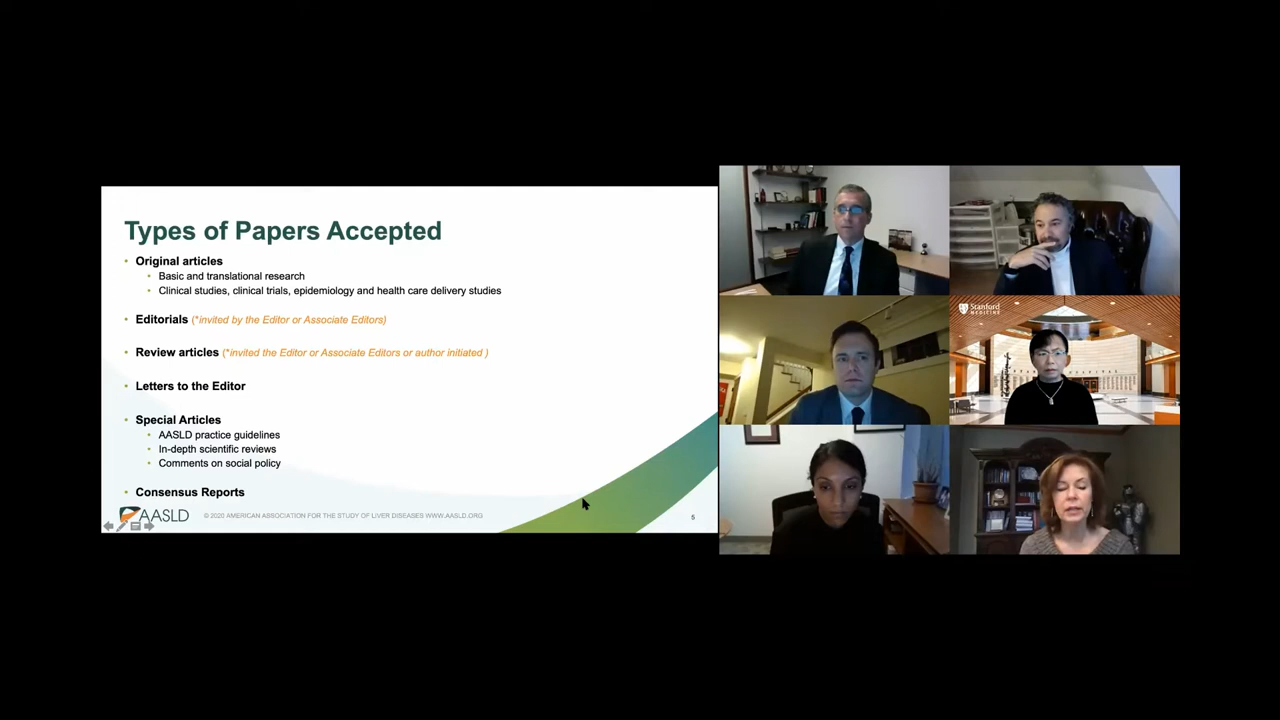 Types of Papers Accepted
• Original articles
• Basic and translational research
• Clinical studies, clinical trials, epidemiology and health care delivery studies
• Editorials (*invited by the Editor or Associate Editors)
• Review articles (*invited the Editor or Associate Editors or author initiated )
• Letters to the Editor
• Special Articles
• AASLD practice guidelines
• In-depth scientific reviews
• Comments on social policy
• Consensus Reports
AASLD
© 2020 AMERICAN ASSOCIATION FOR THE STUDY OF LIVER DISEASES WWW.AASLD.ORG
5
Stanford
MEDICINE